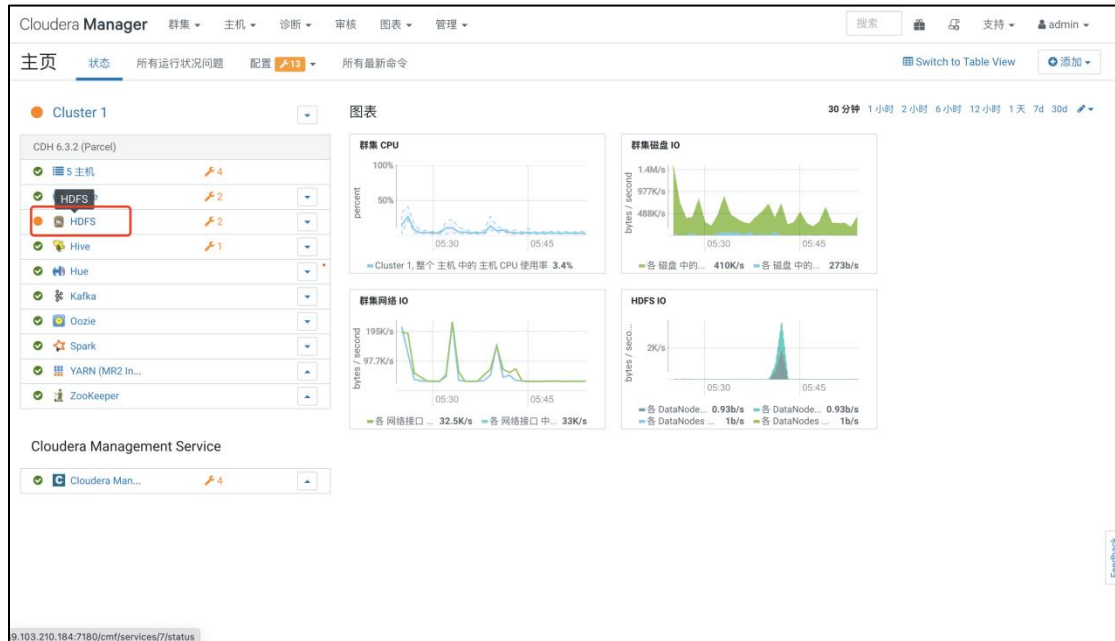 Cloudera Manager 群集 主机 诊断 审核 图表 管理 搜索 支持 admin
主页 状态 所有运行状况问题 配置 13 所有最新命令 Switch to Table View 添加
Cluster 1
CDH 6.3.2 (Parcel)
5 主机 4
HDFS 2
HDFS 2
Hive 1
Hue
Kafka
Oozie
Spark
YARN (MR2 In...
ZooKeeper
Cloudera Management Service
Cloudera Man... 4
图表
30 分钟 1 小时 2 小时 6 小时 12 小时 1 天 7d 30d
群集 CPU
percent
100%
50%
05:30 05:45
Cluster 1, 整个 主机 中的 主机 CPU 使用率 3.4%
群集磁盘 IO
bytes / second
1.4M/s
977K/s
488K/s
05:30 05:45
各 磁盘 中的... 410K/s 各 磁盘 中的... 273b/s
群集网络 IO
bytes / second
195K/s
97.7K/s
05:30 05:45
各 网络接口 ... 32.5K/s 各 网络接口 中... 33K/s
HDFS IO
bytes / seco...
2K/s
05:30 05:45
各 DataNode... 0.93b/s 各 DataNode... 0.93b/s
各 DataNodes ... 1b/s 各 DataNodes ... 1b/s
Feedback
9.103.210.184:7180/cmf/services/7/status